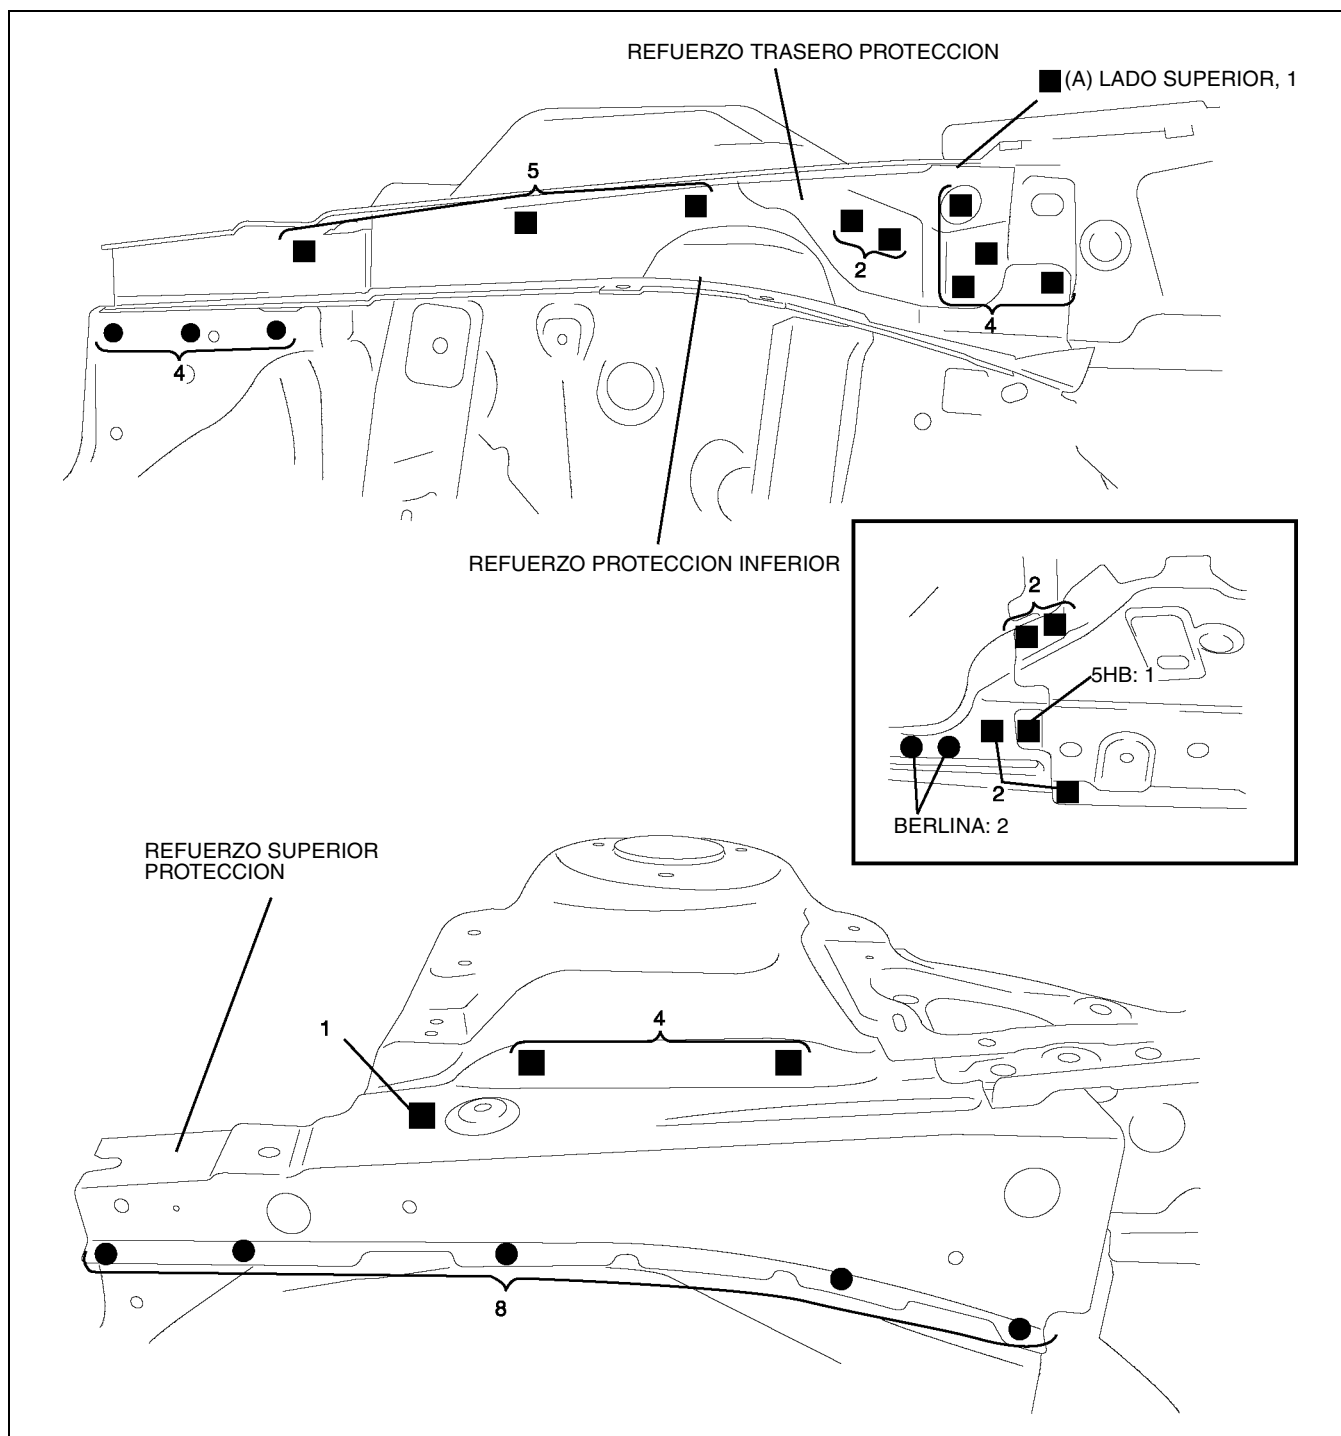 REFUERZO TRASERO PROTECCION
(A) LADO SUPERIOR, 1
5
2
4
4
REFUERZO PROTECCION INFERIOR
2
5HB: 1
2
BERLINA: 2
REFUERZO SUPERIOR
PROTECCION
1
4
8